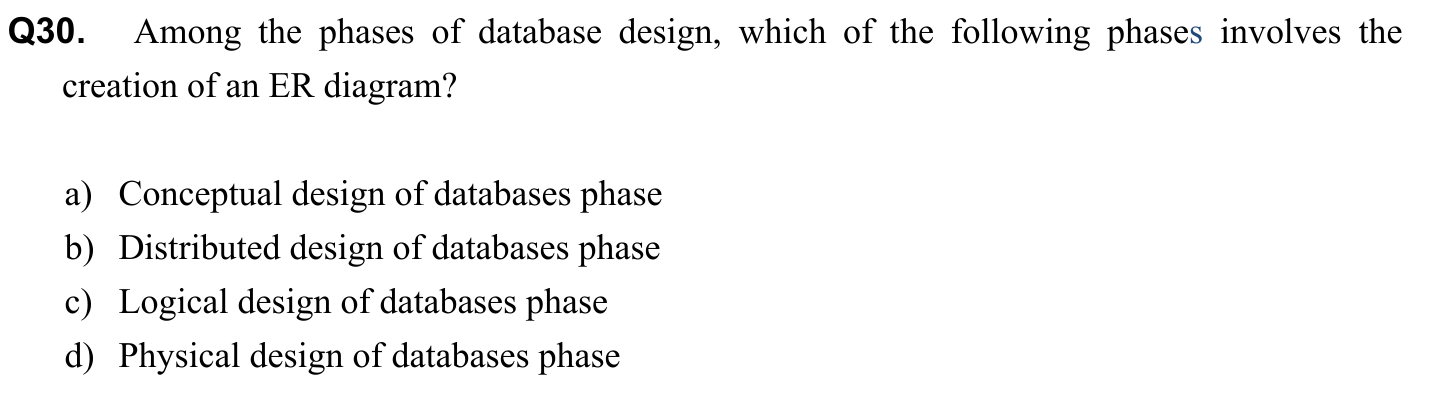 Q30. Among the phases of database design, which of the following phases involves the
creation of an ER diagram?
a) Conceptual design of databases phase
b) Distributed design of databases phase
c) Logical design of databases phase
d) Physical design of databases phase